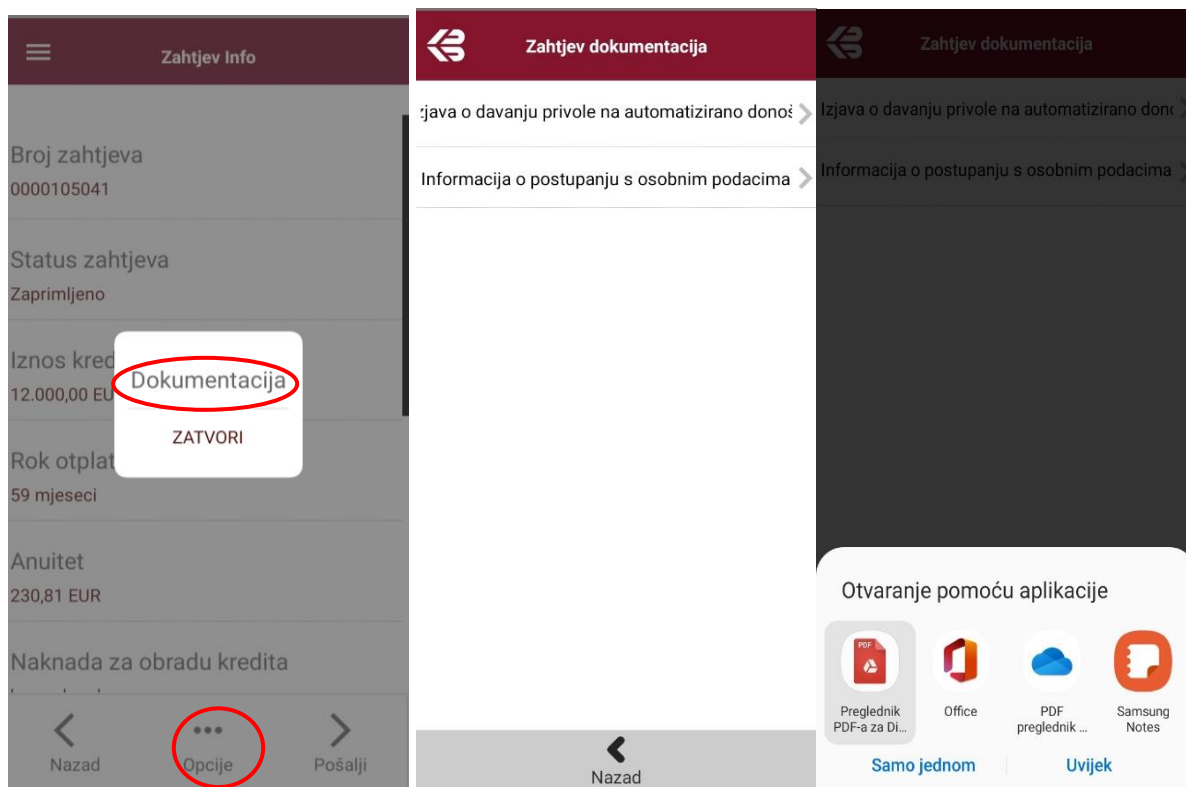 Zahtjev Info
Broj zahtjeva
0000105041
Status zahtjeva
Zaprimljeno
Iznos kred
12.000,00 EU
Dokumentacija
ZATVORI
Rok otplat
59 mjeseci
Anuitet
230,81 EUR
Naknada za obradu kredita
Nazad
Opcije
Pošalji
Zahtjev dokumentacija
zjava o davanju privole na automatizirano donoš
Informacija o postupanju s osobnim podacima
Nazad
Zahtjev dokumentacija
Izjava o davanju privole na automatizirano dono
Informacija o postupanju s osobnim podacima
Otvaranje pomoću aplikacije
PDF
Preglednik
PDF-a za Di...
Office
PDF
preglednik ...
Samsung
Notes
Samo jednom
Uvijek